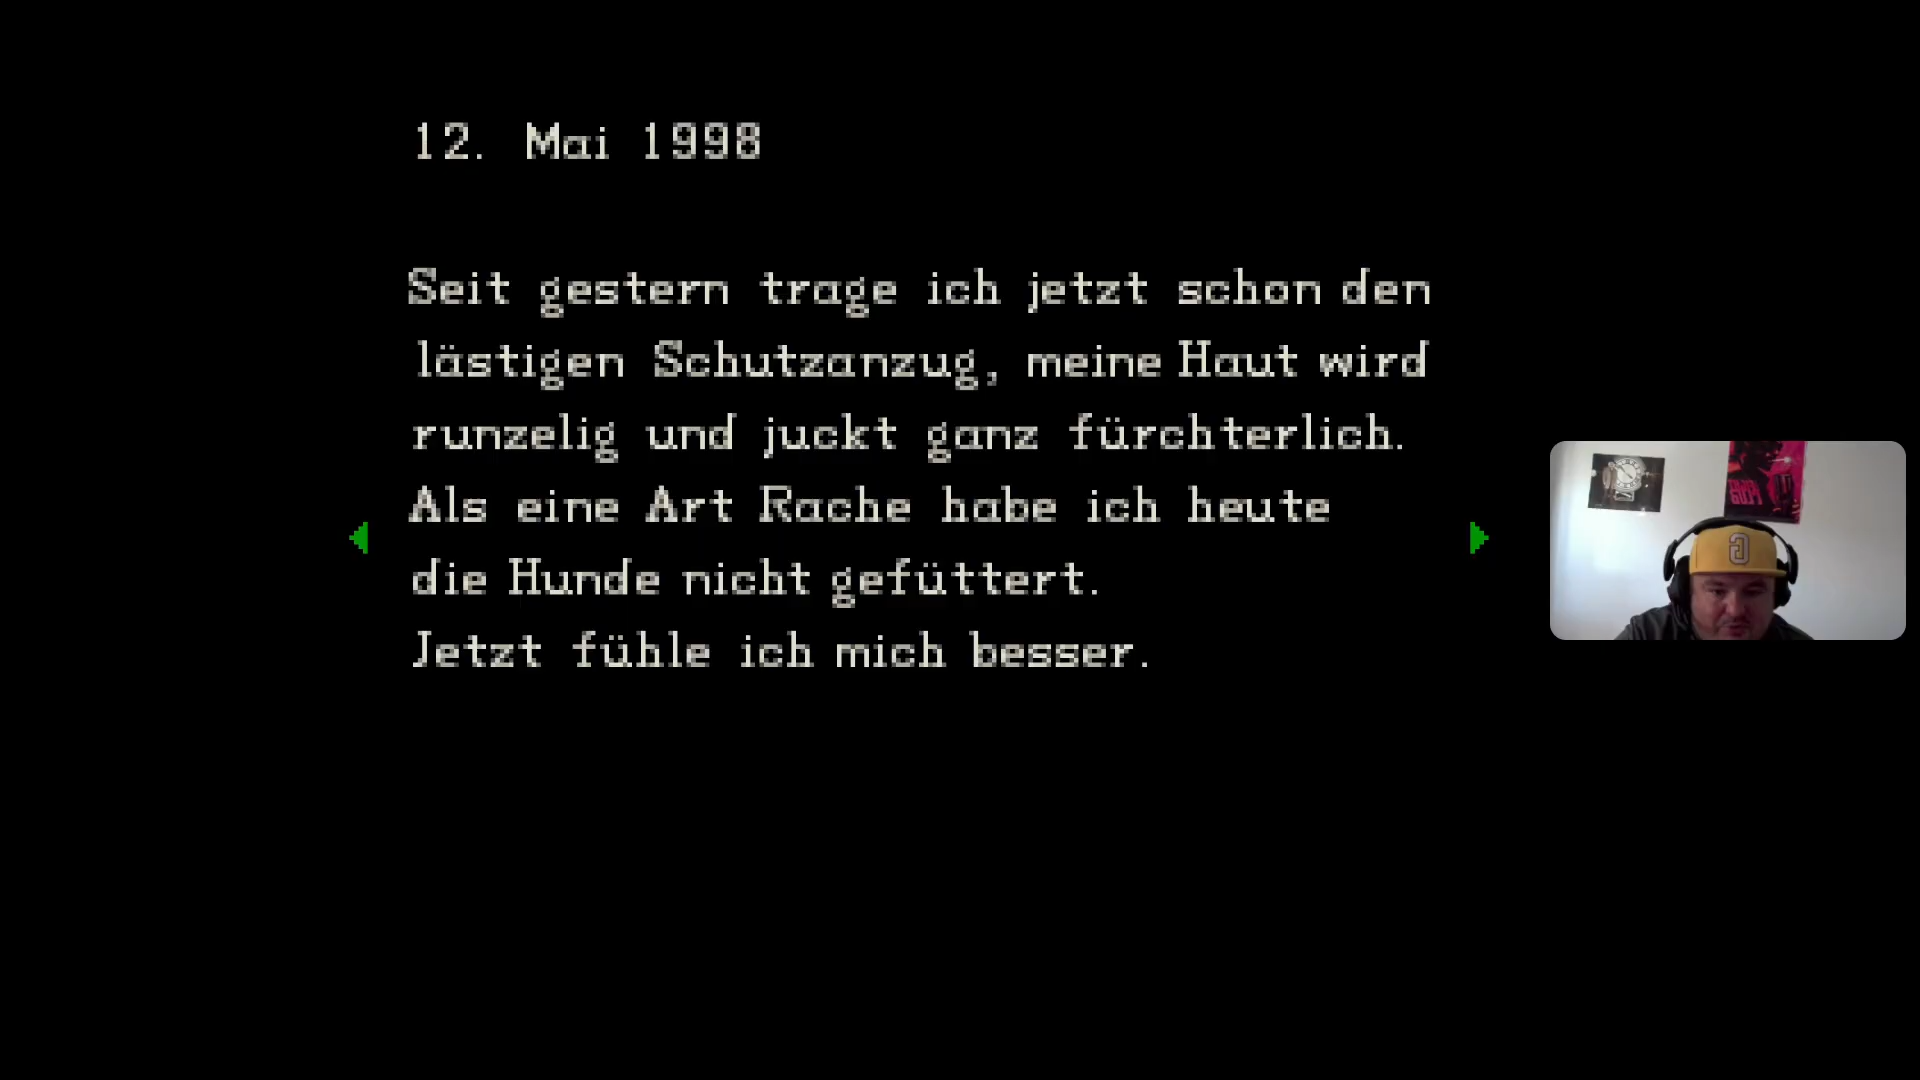 12. Mai 1998
Seit gestern trage ich jetzt schon den
lästigen Schutzanzug, meine Haut wird
runzelig und juckt ganz fürchterlich.
Als eine Art Rache habe ich heute
die Hunde nicht gefüttert.
Jetzt fühle ich mich besser.